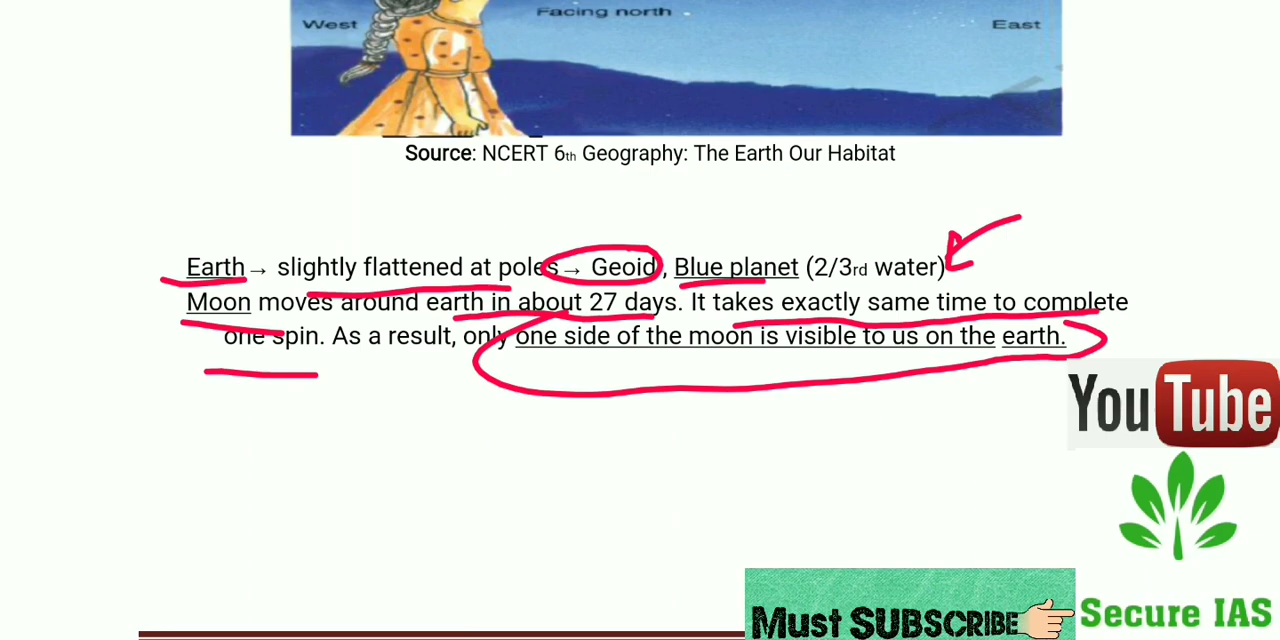 Facing north
West
East
Source: NCERT 6th Geography: The Earth Our Habitat
Earth→ slightly flattened at poles→ Geoid , Blue planet (2/3rd water)
Moon moves around earth in about 27 days. It takes exactly same time to complete
one spin. As a result, only one side of the moon is visible to us on the earth.
YouTube
Must SUBSCRIBE
Secure IAS